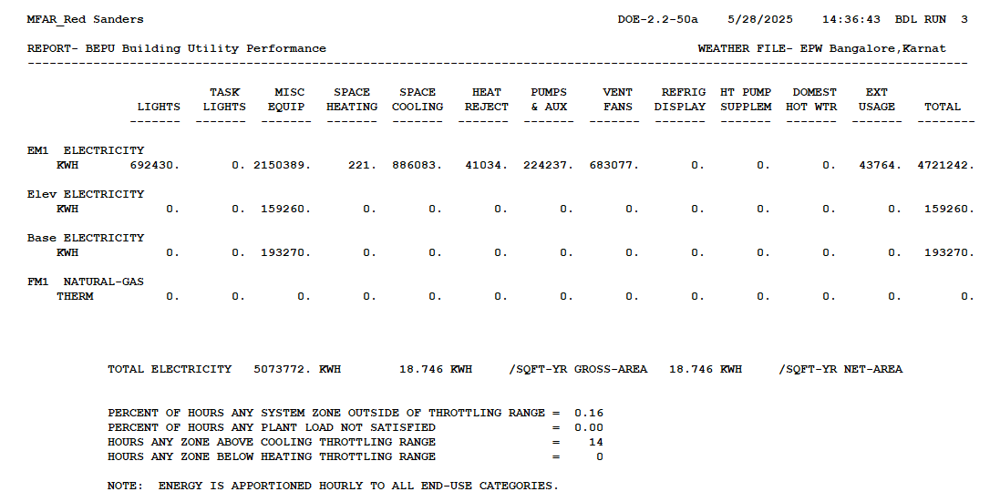 MFAR_Red Sanders DOE-2.2-50a 5/28/2025 14:36:43 BDL RUN 3
REPORT- BEPU Building Utility Performance WEATHER FILE- EPW Bangalore,Karnat
--------------------------------------------------------------------------------------------------------------------------------
TASK MISC SPACE SPACE HEAT PUMPS VENT REFRIG HT PUMP DOMEST EXT
LIGHTS LIGHTS EQUIP HEATING COOLING REJECT & AUX FANS DISPLAY SUPPLEM HOT WTR USAGE TOTAL
------- ------- ------- ------- ------- ------- ------- ------- ------- ------- ------- ------- --------
EM1 ELECTRICITY
KWH 692430. 0. 2150389. 221. 886083. 41034. 224237. 683077. 0. 0. 0. 43764. 4721242.
Elev ELECTRICITY
KWH 0. 0. 159260. 0. 0. 0. 0. 0. 0. 0. 0. 0. 159260.
Base ELECTRICITY
KWH 0. 0. 193270. 0. 0. 0. 0. 0. 0. 0. 0. 0. 193270.
FM1 NATURAL-GAS
THERM 0. 0. 0. 0. 0. 0. 0. 0. 0. 0. 0. 0. 0.
TOTAL ELECTRICITY 5073772. KWH 18.746 KWH /SQFT-YR GROSS-AREA 18.746 KWH /SQFT-YR NET-AREA
PERCENT OF HOURS ANY SYSTEM ZONE OUTSIDE OF THROTTLING RANGE = 0.16
PERCENT OF HOURS ANY PLANT LOAD NOT SATISFIED = 0.00
HOURS ANY ZONE ABOVE COOLING THROTTLING RANGE = 14
HOURS ANY ZONE BELOW HEATING THROTTLING RANGE = 0
NOTE: ENERGY IS APPORTIONED HOURLY TO ALL END-USE CATEGORIES.